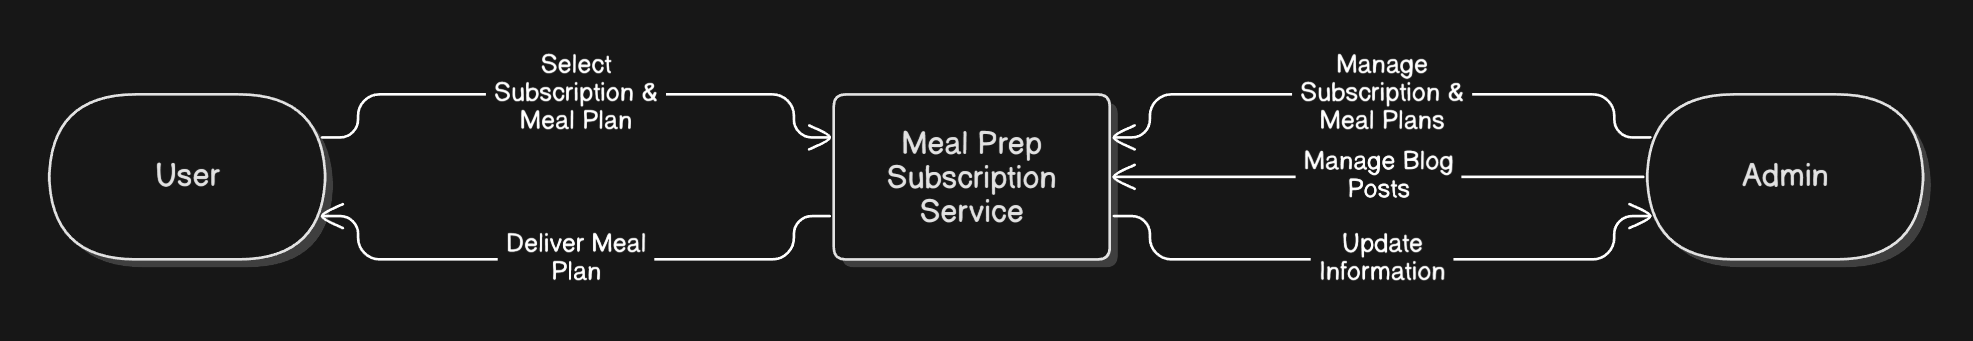 User
Select
Subscription &
Meal Plan
Deliver Meal
Plan
Meal Prep
Subscription
Service
Manage
Subscription &
Meal Plans
Manage Blog
Posts
Update
Information
Admin